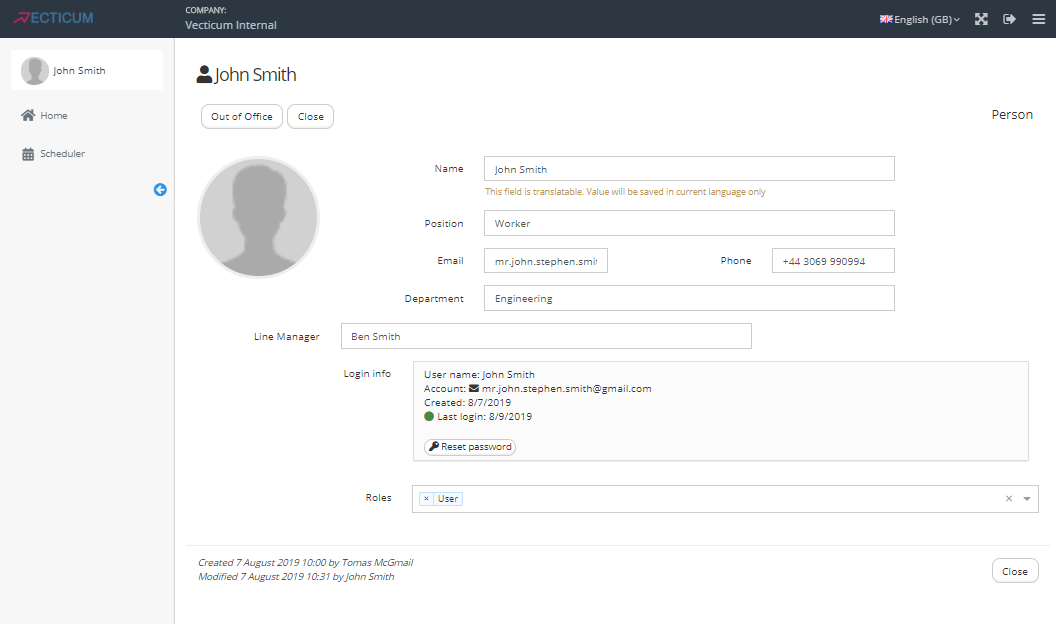 VECTICUM
COMPANY:
Vecticum Internal
English (GB)
John Smith
Home
Scheduler
John Smith
Out of Office
Close
Person
Name
John Smith
This field is translatable. Value will be saved in current language only
Position
Worker
Email
mr.john.stephen.smit
Phone
+44 3069 990994
Department
Engineering
Line Manager
Ben Smith
Login info
User name: John Smith
Account: mr.john.stephen.smith@gmail.com
Created: 8/7/2019
Last login: 8/9/2019
Reset password
Roles
× User
×
Created 7 August 2019 10:00 by Tomas McGmail
Modified 7 August 2019 10:31 by John Smith
Close